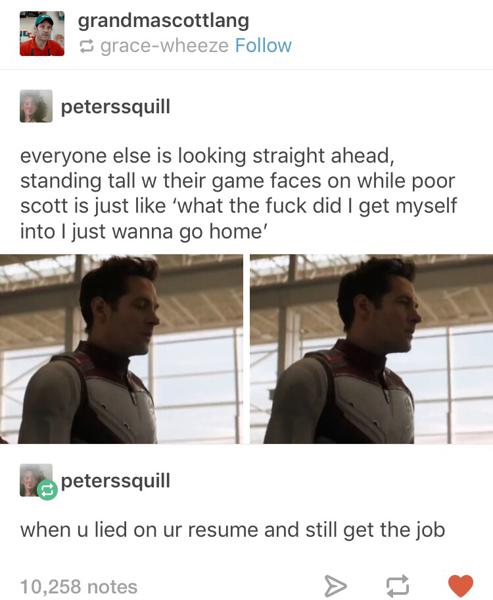 grandmascottlang
grace-wheeze Follow
peterssquill
everyone else is looking straight ahead,
standing tall w their game faces on while poor
scott is just like ‘what the fuck did I get myself
into I just wanna go home’
peterssquill
when u lied on ur resume and still get the job
10,258 notes